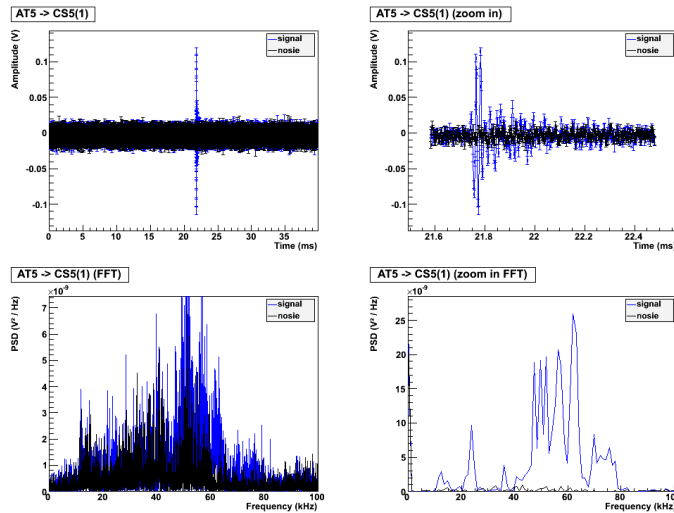 AT5 -> CS5(1)
Amplitude (V)
signal
nosie
0.1
0.05
0
-0.05
-0.1
0 5 10 15 20 25 30 35
Time (ms)
AT5 -> CS5(1) (zoom in)
Amplitude (V)
signal
nosie
0.1
0.05
0
-0.05
-0.1
21.6 21.8 22 22.2 22.4
Time (ms)
AT5 -> CS5(1) (FFT)
×10⁻⁹
PSD (V² / Hz)
signal
nosie
7
6
5
4
3
2
1
0
0 20 40 60 80 100
Frequency (kHz)
AT5 -> CS5(1) (zoom in FFT)
×10⁻⁹
PSD (V² / Hz)
signal
nosie
25
20
15
10
5
0
0 20 40 60 80 100
Frequency (kHz)